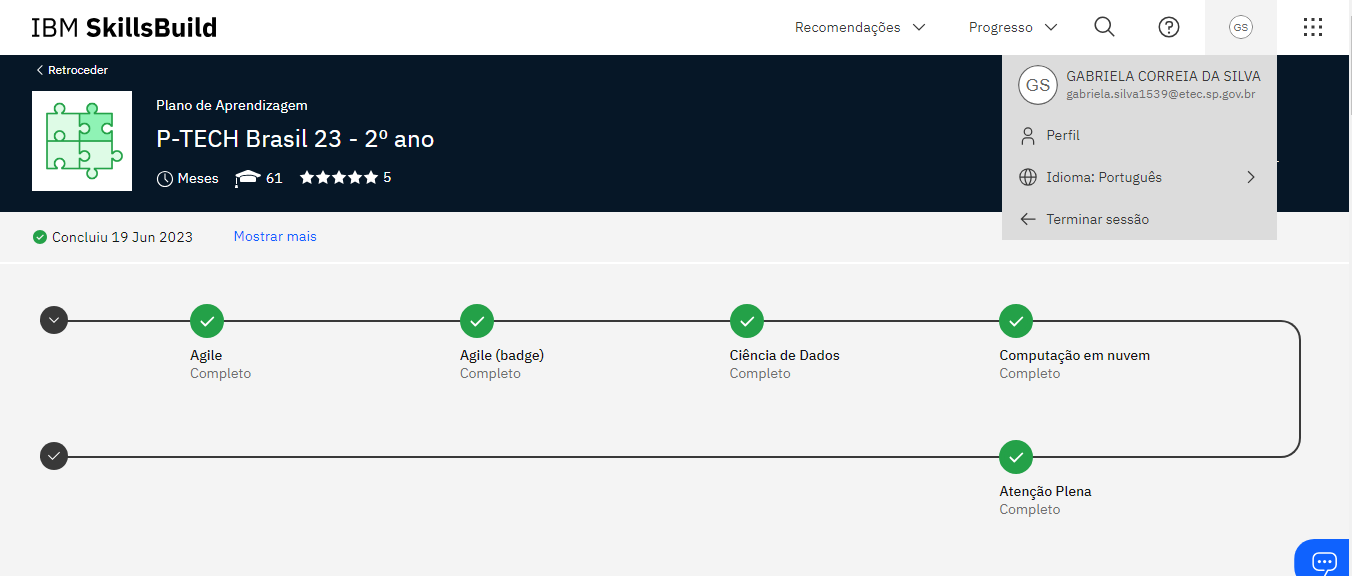 IBM SkillsBuild
Recomendações
Progresso
GS
Retroceder
GS
GABRIELA CORREIA DA SILVA
gabriela.silva1539@etec.sp.gov.br
Plano de Aprendizagem
P-TECH Brasil 23 - 2º ano
Perfil
Meses 61 5
Idioma: Português
Terminar sessão
Concluiu 19 Jun 2023 Mostrar mais
Agile
Completo
Agile (badge)
Completo
Ciência de Dados
Completo
Computação em nuvem
Completo
Atenção Plena
Completo